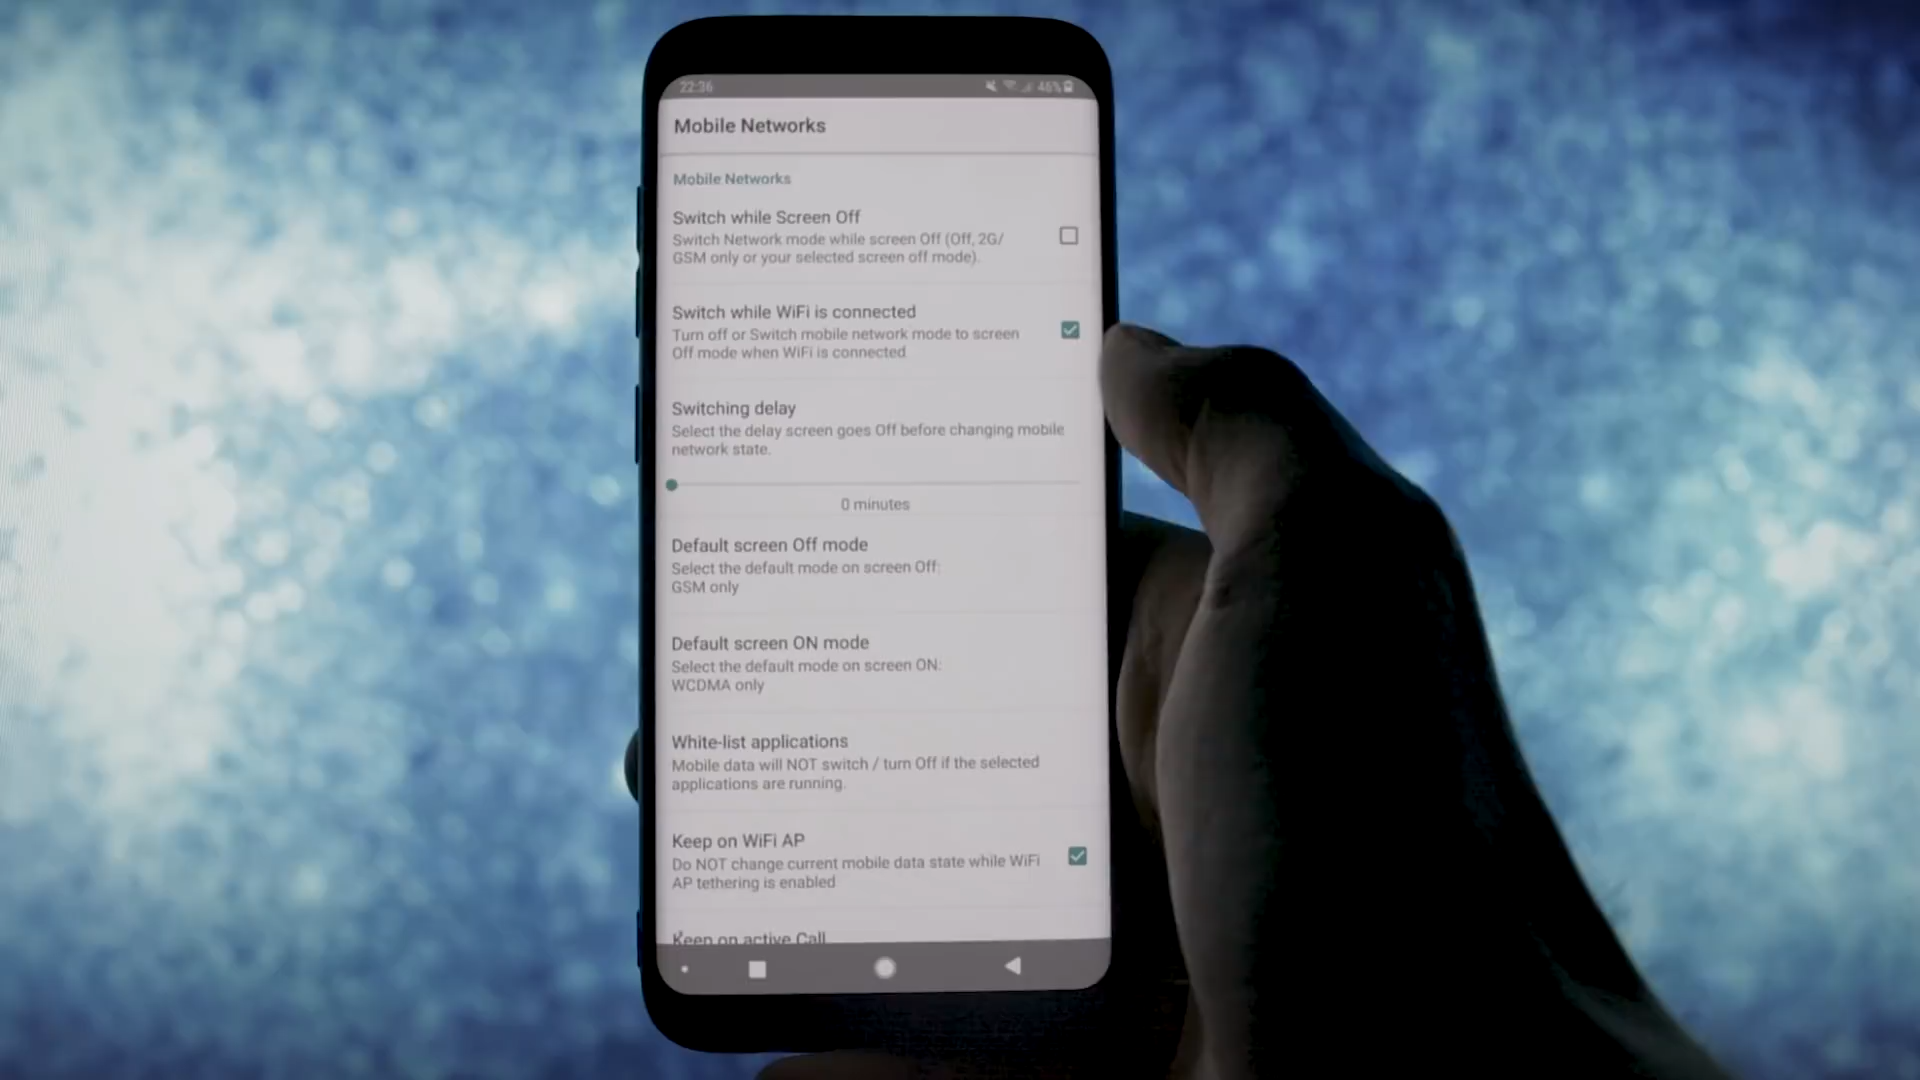 22:36
46%
Mobile Networks
Mobile Networks
Switch while Screen Off
Switch Network mode while screen Off (Off, 2G/
GSM only or your selected screen off mode).
Switch while WiFi is connected
Turn off or Switch mobile network mode to screen
Off mode when WiFi is connected
Switching delay
Select the delay screen goes Off before changing mobile
network state.
0 minutes
Default screen Off mode
Select the default mode on screen Off:
GSM only
Default screen ON mode
Select the default mode on screen ON:
WCDMA only
White-list applications
Mobile data will NOT switch / turn Off if the selected
applications are running.
Keep on WiFi AP
Do NOT change current mobile data state while WiFi
AP tethering is enabled
Keep on active Call